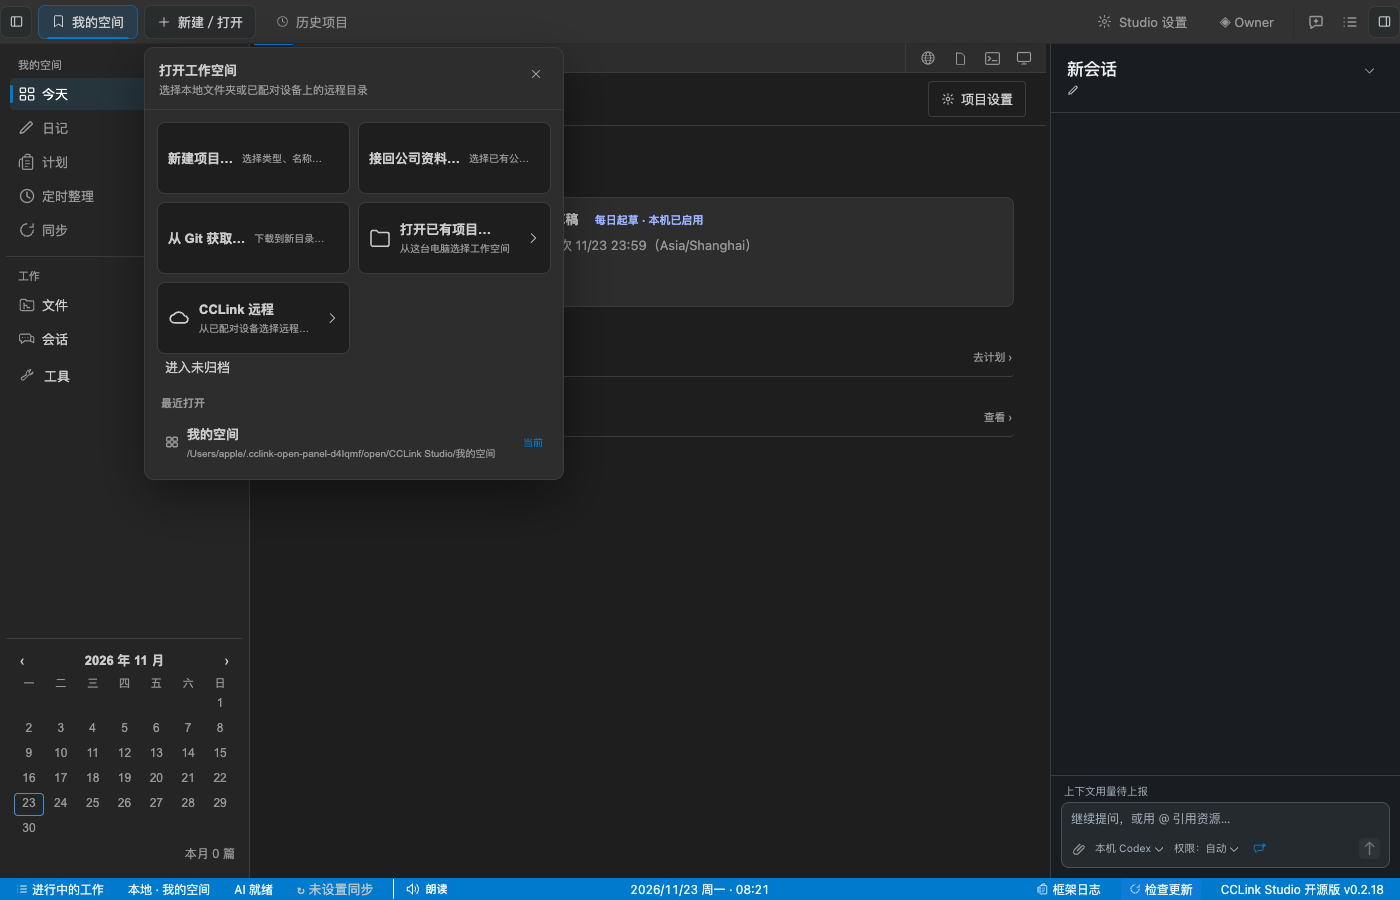 我的空间
新建 / 打开
历史项目
Studio 设置
Owner
我的空间
今天
日记
计划
定时整理
同步
工作
文件
会话
工具
打开工作空间
选择本地文件夹或已配对设备上的远程目录
新建项目... 选择类型、名称...
接回公司资料... 选择已有公...
从 Git 获取... 下载到新目录...
打开已有项目...
从这台电脑选择工作空间
CCLink 远程
从已配对设备选择远程...
进入未归档
最近打开
我的空间
/Users/apple/.cclink-open-panel-d4Iqmf/open/CCLink Studio/我的空间
当前
项目设置
稿 每日起草 · 本机已启用
次 11/23 23:59（Asia/Shanghai）
去计划 ›
查看 ›
新会话
上下文用量待上报
继续提问，或用 @ 引用资源...
本机 Codex 权限：自动
‹ 2026 年 11 月 ›
一 二 三 四 五 六 日
1
2 3 4 5 6 7 8
9 10 11 12 13 14 15
16 17 18 19 20 21 22
23 24 25 26 27 28 29
30
本月 0 篇
进行中的工作 本地 · 我的空间 AI 就绪 ↻ 未设置同步 朗读 2026/11/23 周一 · 08:21 框架日志 检查更新 CCLink Studio 开源版 v0.2.18